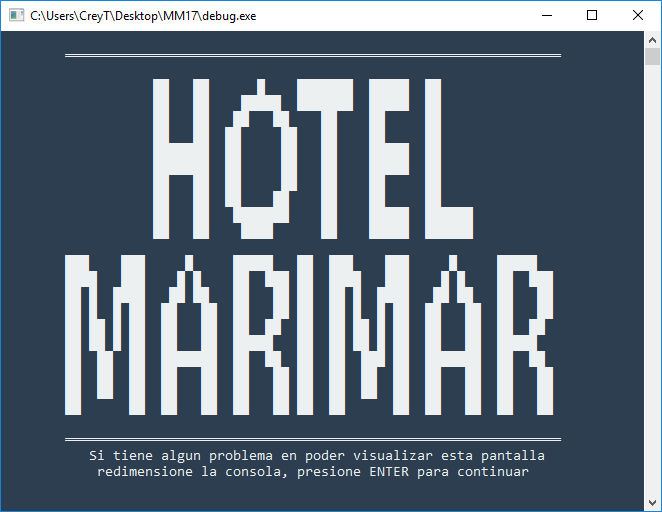 C:\Users\CreyT\Desktop\MM17\debug.exe
HOTEL
MARIMAR
Si tiene algun problema en poder visualizar esta pantalla
redimensione la consola, presione ENTER para continuar